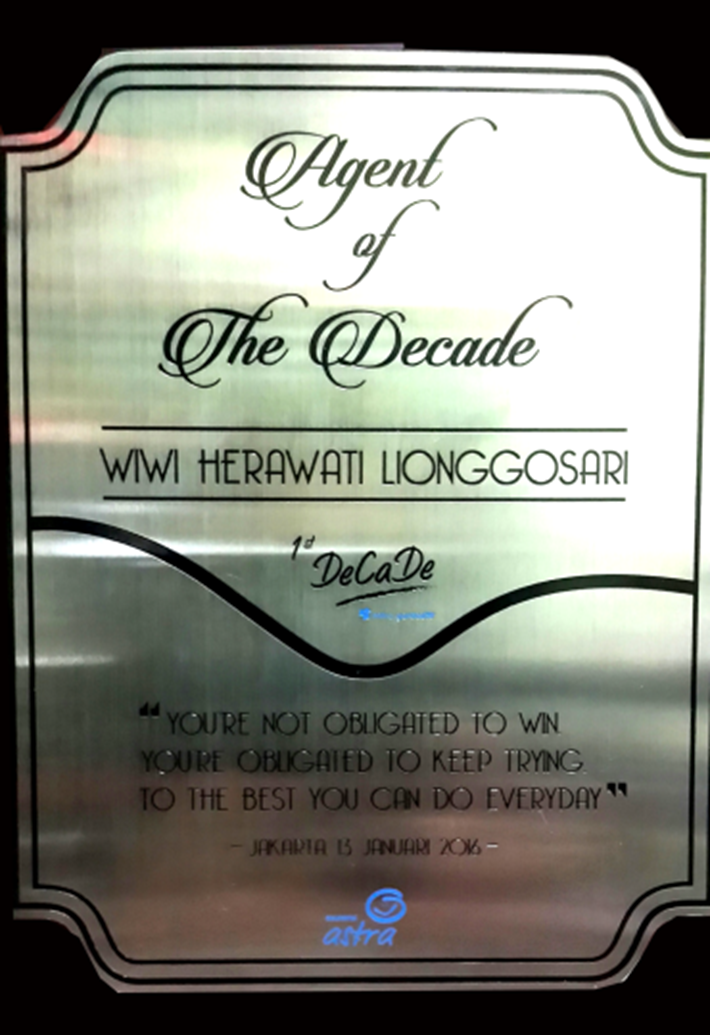 Agent
of
The Decade
WIWI HERAWATI LIONGGOSARI
1st
DeCaDe
“YOU'RE NOT OBLIGATED TO WIN.
YOU'RE OBLIGATED TO KEEP TRYING.
TO THE BEST YOU CAN DO EVERYDAY”
- JAKARTA 13 JANUARI 2016 -
astra